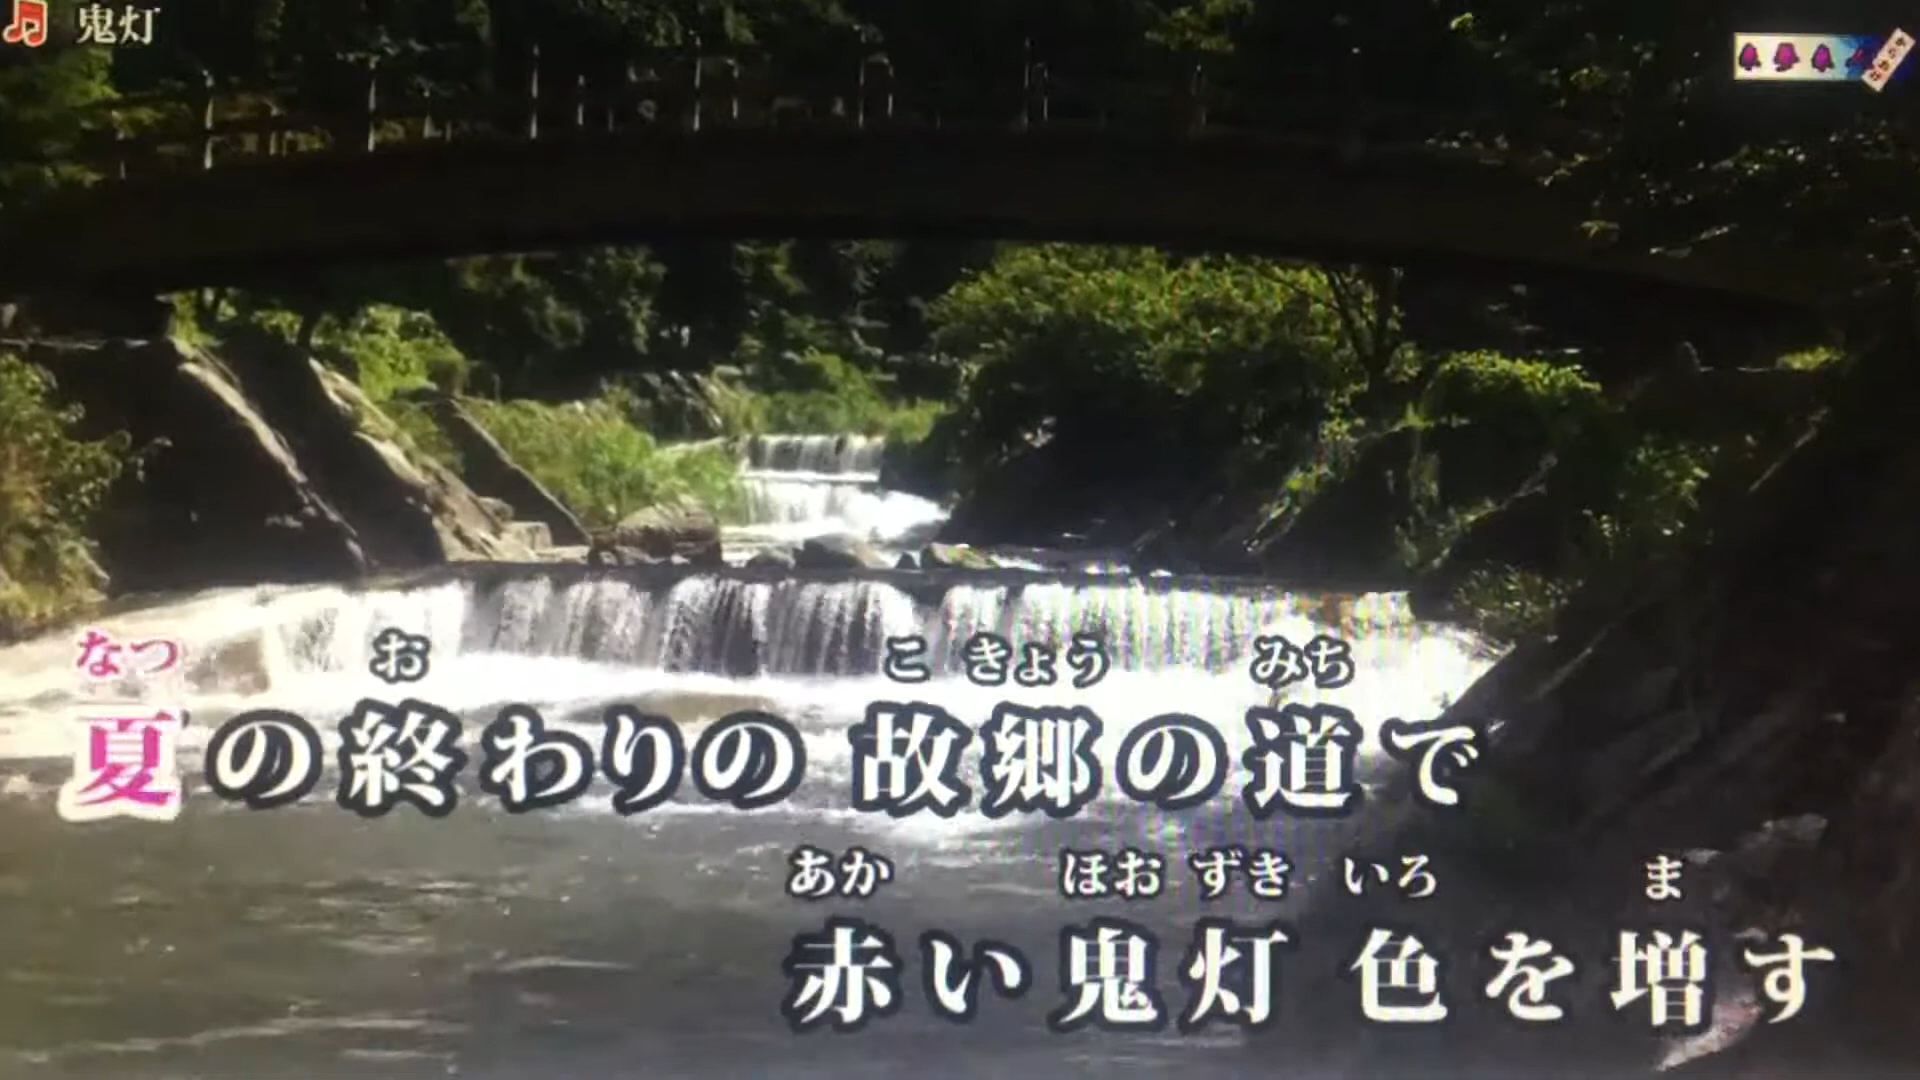 鬼灯
なつ お こ きょう みち
夏の終わりの 故郷の道で
あか ほお ずき いろ ま
赤い鬼灯 色を増す